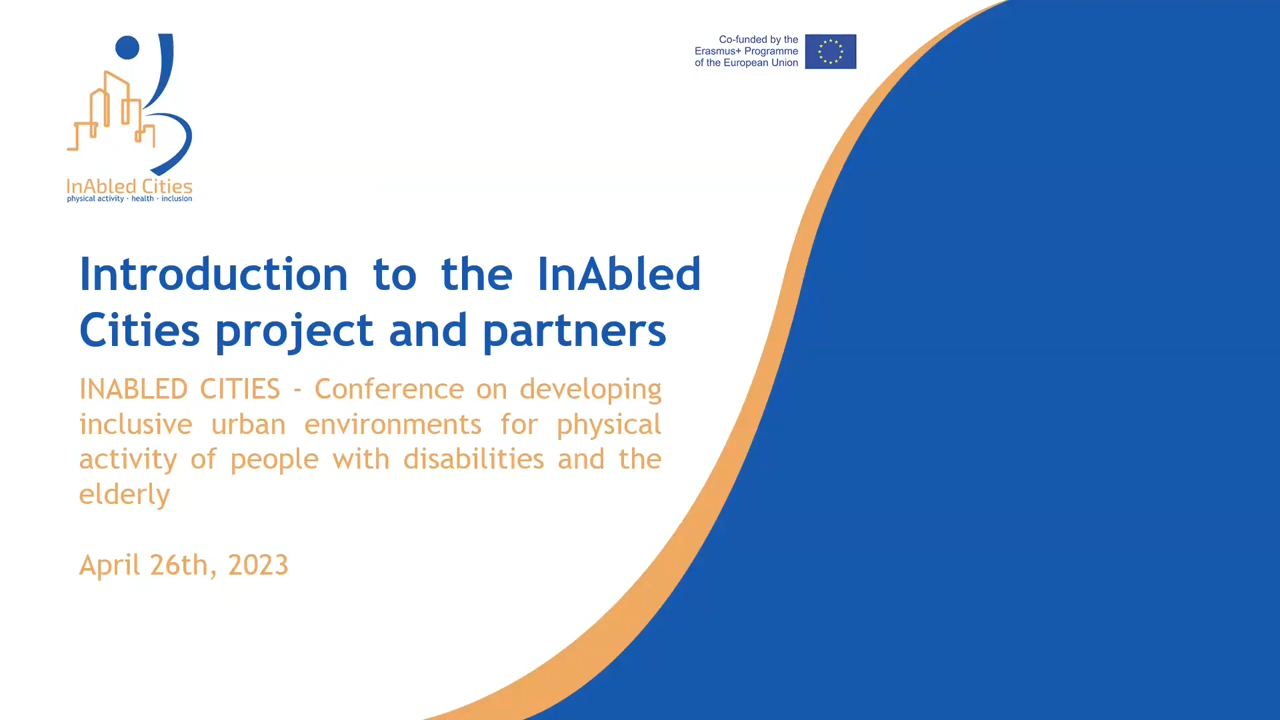 Co-funded by the
Erasmus+ Programme
of the European Union
InAbled Cities
physical activity · health · inclusion
Introduction to the InAbled
Cities project and partners
INABLED CITIES - Conference on developing
inclusive urban environments for physical
activity of people with disabilities and the
elderly
April 26th, 2023